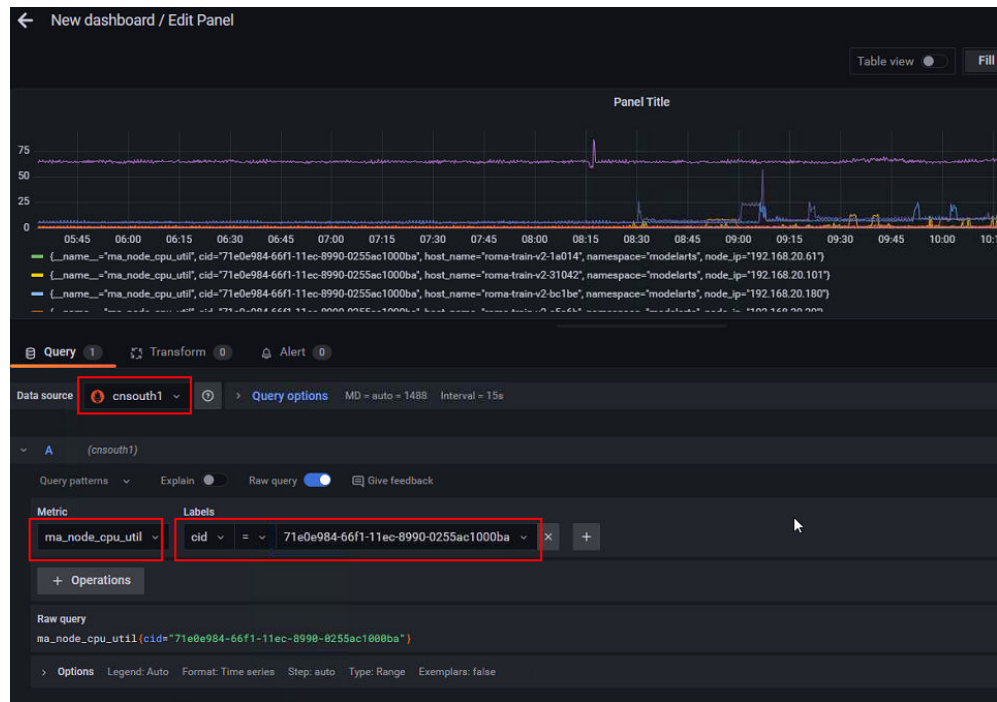 New dashboard / Edit Panel
Table view
Fill
Panel Title
75
50
25
0
05:45 06:00 06:15 06:30 06:45 07:00 07:15 07:30 07:45 08:00 08:15 08:30 08:45 09:00 09:15 09:30 09:45 10:00 10:
{__name__="ma_node_cpu_util", cid="71e0e984-66f1-11ec-8990-0255ac1000ba", host_name="roma-train-v2-1a014", namespace="modelarts", node_ip="192.168.20.61"}
{__name__="ma_node_cpu_util", cid="71e0e984-66f1-11ec-8990-0255ac1000ba", host_name="roma-train-v2-31042", namespace="modelarts", node_ip="192.168.20.101"}
{__name__="ma_node_cpu_util", cid="71e0e984-66f1-11ec-8990-0255ac1000ba", host_name="roma-train-v2-bc1be", namespace="modelarts", node_ip="192.168.20.180"}
Query 1 Transform 0 Alert 0
Data source cnsouth1 Query options MD = auto = 1488 Interval = 15s
A (cnsouth1)
Query patterns Explain Raw query Give feedback
Metric Labels
ma_node_cpu_util cid = 71e0e984-66f1-11ec-8990-0255ac1000ba × +
+ Operations
Raw query
ma_node_cpu_util{cid="71e0e984-66f1-11ec-8990-0255ac1000ba"}
Options Legend: Auto Format: Time series Step: auto Type: Range Exemplars: false